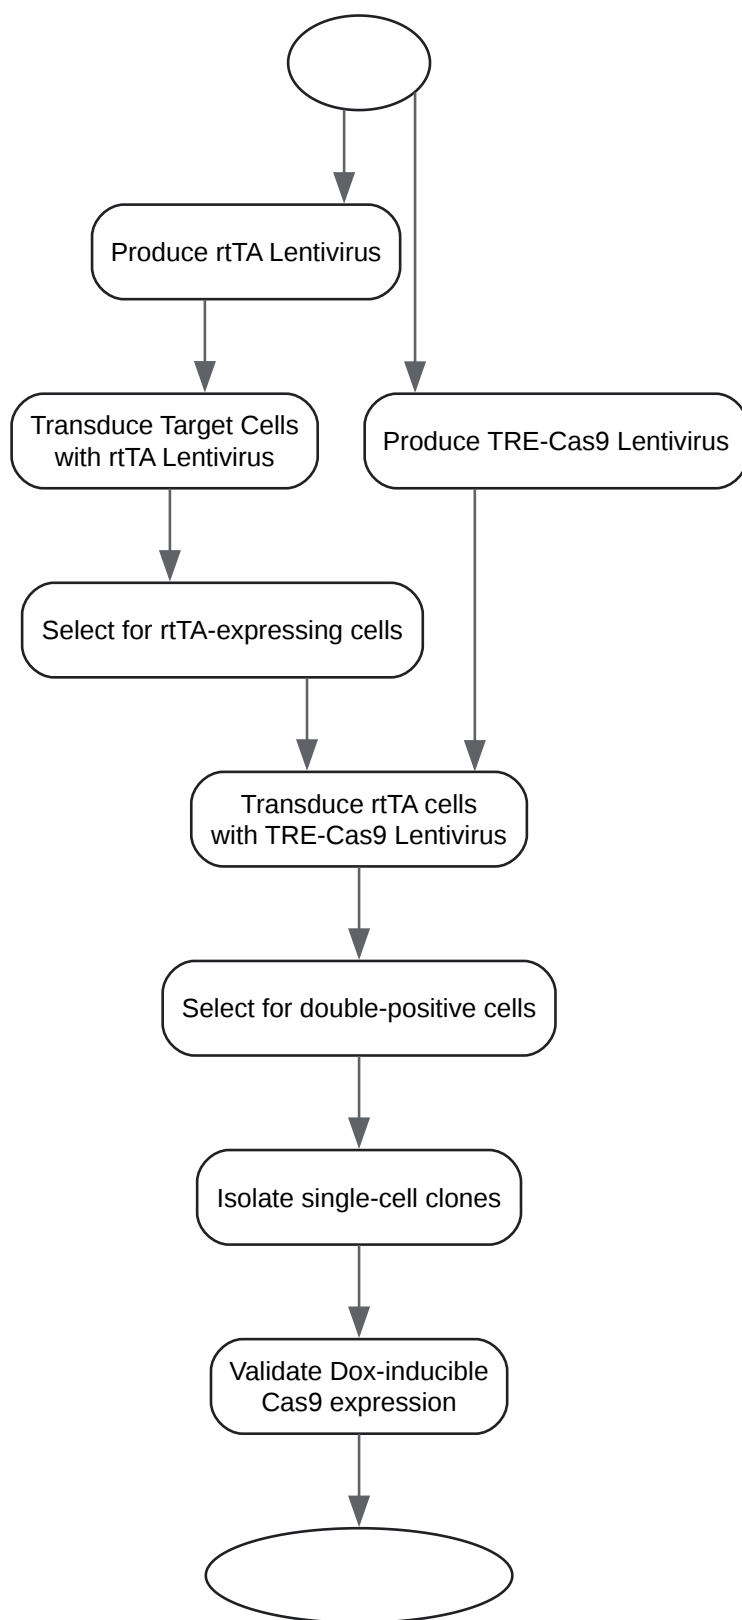 Produce rtTA Lentivirus
Transduce Target Cells
with rtTA Lentivirus
Produce TRE-Cas9 Lentivirus
Select for rtTA-expressing cells
Transduce rtTA cells
with TRE-Cas9 Lentivirus
Select for double-positive cells
Isolate single-cell clones
Validate Dox-inducible
Cas9 expression